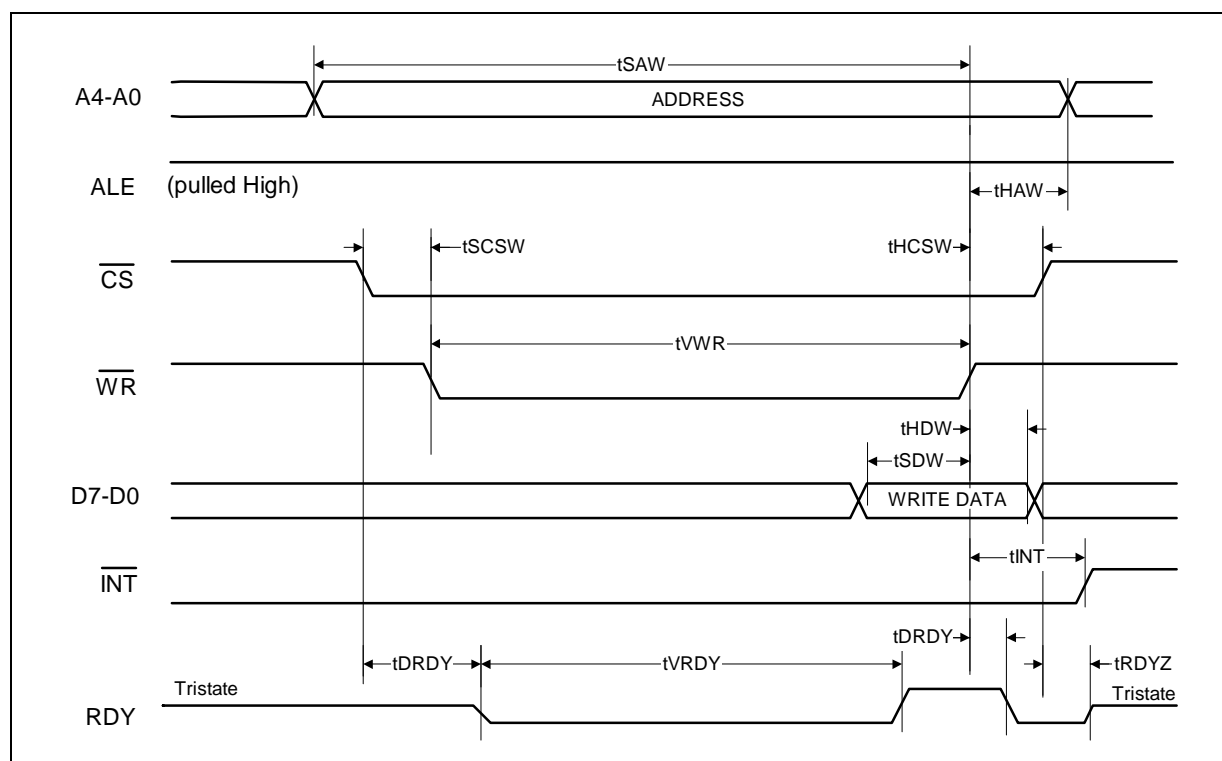 tSAW
A4-A0
ADDRESS
ALE (pulled High)
tHAW
tSCSW
tHCSW
CS
tVWR
WR
tHDW
tSDW
D7-D0
WRITE DATA
tINT
INT
tDRDY
tDRDY
tVRDY
tRDYZ
Tristate
Tristate
RDY